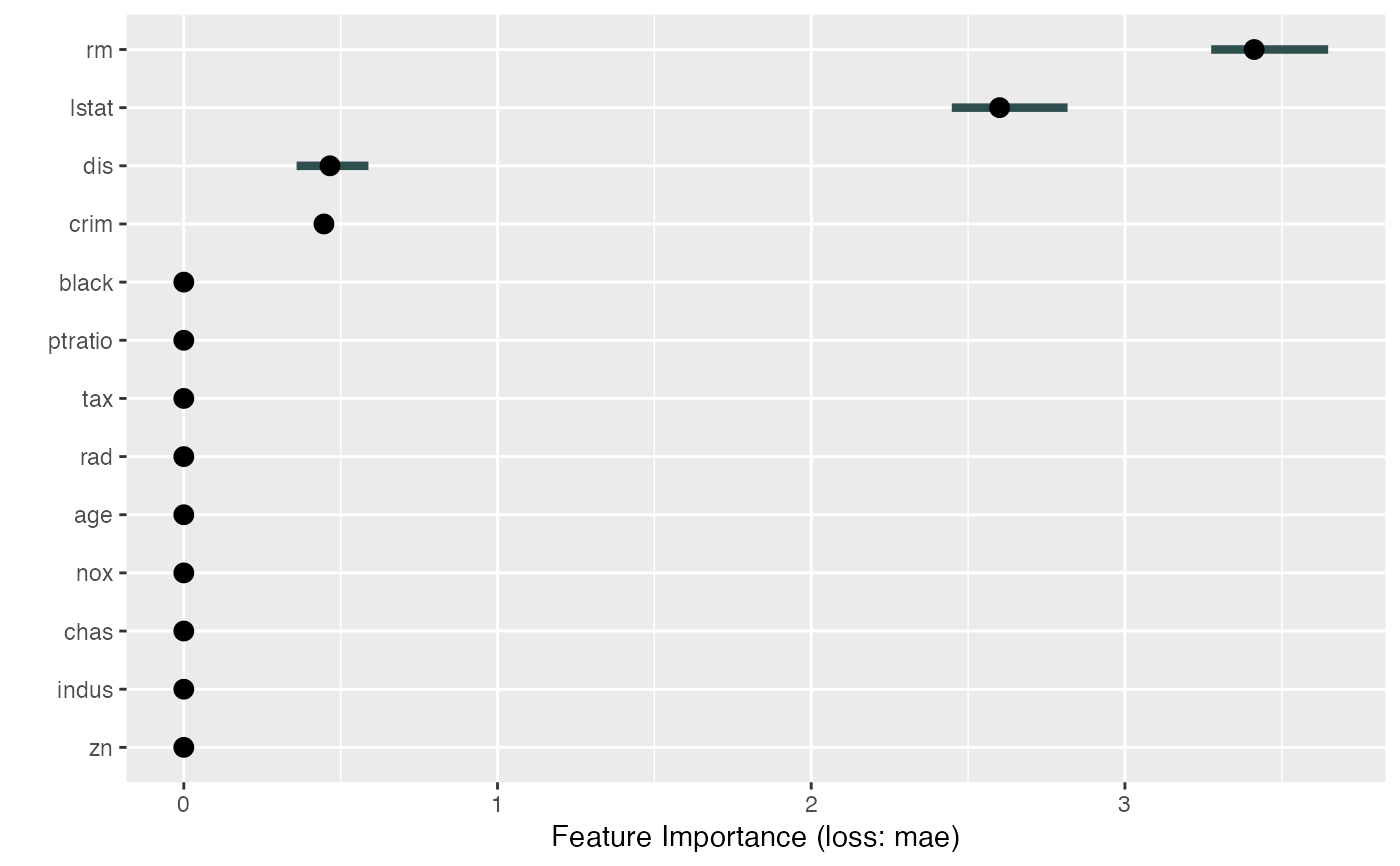 rm
lstat
dis
crim
black
ptratio
tax
rad
age
nox
chas
indus
zn
0 1 2 3
Feature Importance (loss: mae)